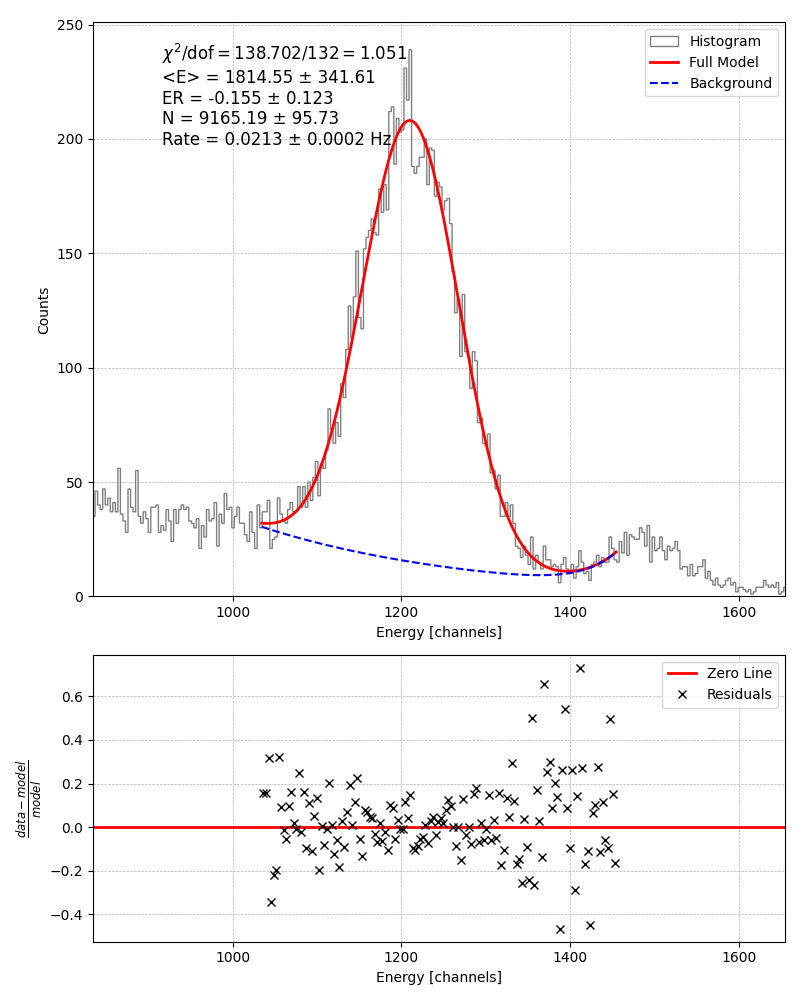 250
200
150
100
50
0
Counts
χ²/dof = 138.702/132 = 1.051
<E> = 1814.55 ± 341.61
ER = -0.155 ± 0.123
N = 9165.19 ± 95.73
Rate = 0.0213 ± 0.0002 Hz
Histogram
Full Model
Background
1000 1200 1400 1600
Energy [channels]
0.6
0.4
0.2
0.0
−0.2
−0.4
data − model
model
Zero Line
Residuals
1000 1200 1400 1600
Energy [channels]